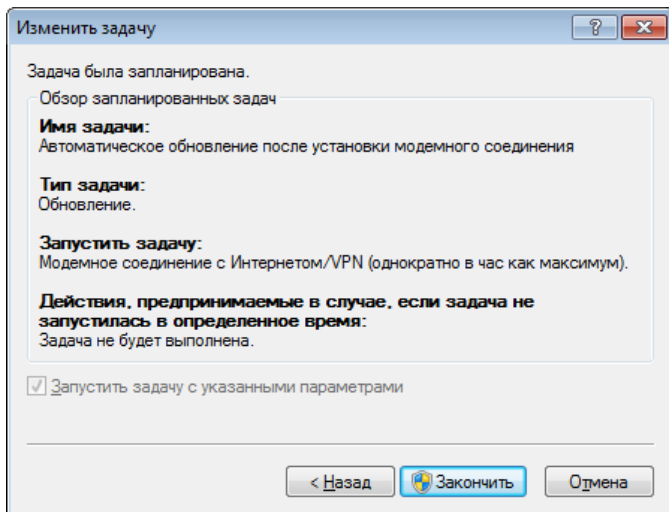 Изменить задачу
Задача была запланирована.
Обзор запланированных задач
Имя задачи:
Автоматическое обновление после установки модемного соединения
Тип задачи:
Обновление.
Запустить задачу:
Модемное соединение с Интернетом/VPN (однократно в час как максимум).
Действия, предпринимаемые в случае, если задача не
запустилась в определенное время:
Задача не будет выполнена.
Запустить задачу с указанными параметрами
< Назад
Закончить
Отмена